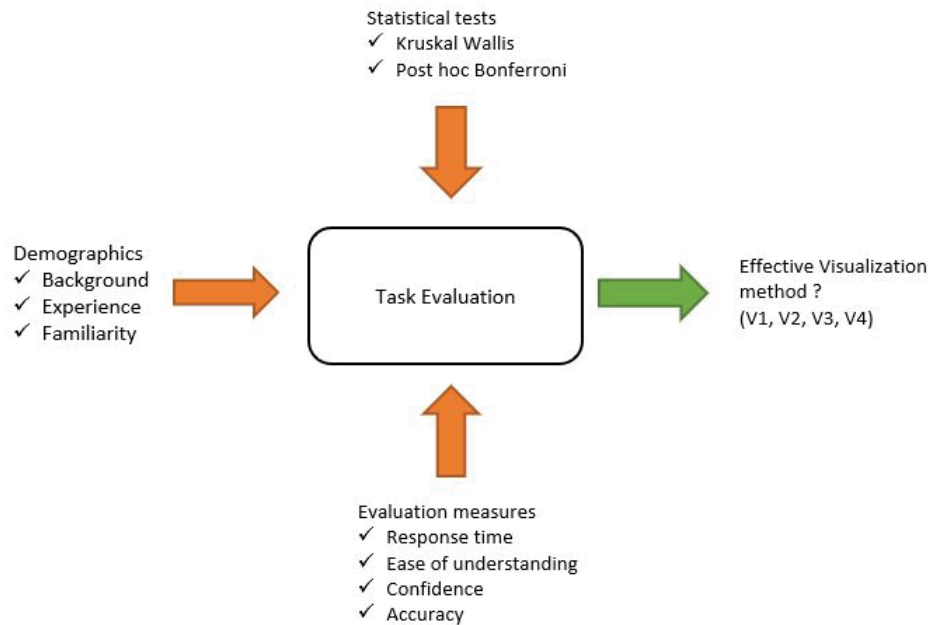 Statistical tests
✓ Kruskal Wallis
✓ Post hoc Bonferroni
Demographics
✓ Background
✓ Experience
✓ Familiarity
Task Evaluation
Effective Visualization
method ?
(V1, V2, V3, V4)
Evaluation measures
✓ Response time
✓ Ease of understanding
✓ Confidence
✓ Accuracy